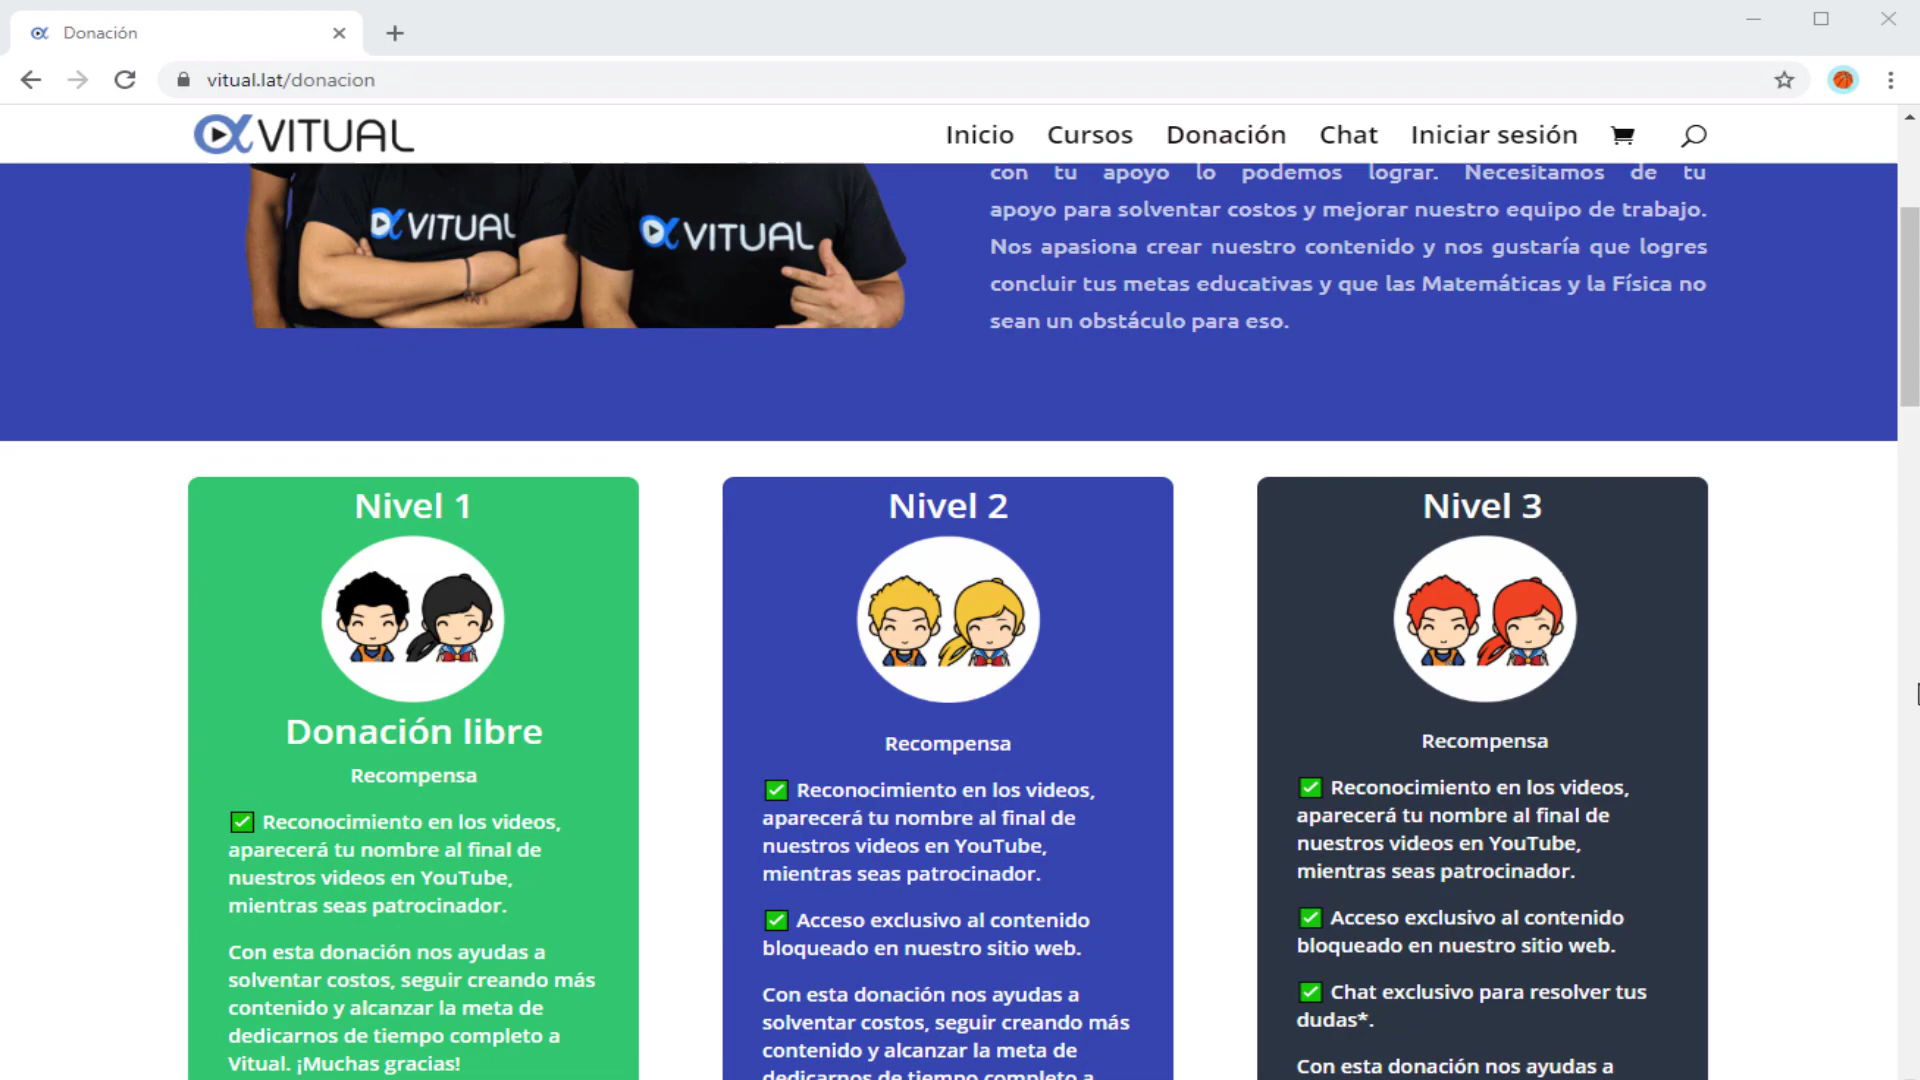 Donación
vitual.lat/donacion
VITUAL
Inicio Cursos Donación Chat Iniciar sesión
VITUAL VITUAL
con tu apoyo lo podemos lograr. Necesitamos de tu
apoyo para solventar costos y mejorar nuestro equipo de trabajo.
Nos apasiona crear nuestro contenido y nos gustaría que logres
concluir tus metas educativas y que las Matemáticas y la Física no
sean un obstáculo para eso.
Nivel 1
Donación libre
Recompensa
✅ Reconocimiento en los videos,
aparecerá tu nombre al final de
nuestros videos en YouTube,
mientras seas patrocinador.
Con esta donación nos ayudas a
solventar costos, seguir creando más
contenido y alcanzar la meta de
dedicarnos de tiempo completo a
Vitual. ¡Muchas gracias!
Nivel 2
Recompensa
✅ Reconocimiento en los videos,
aparecerá tu nombre al final de
nuestros videos en YouTube,
mientras seas patrocinador.
✅ Acceso exclusivo al contenido
bloqueado en nuestro sitio web.
Con esta donación nos ayudas a
solventar costos, seguir creando más
contenido y alcanzar la meta de
dedicarnos de tiempo completo a
Nivel 3
Recompensa
✅ Reconocimiento en los videos,
aparecerá tu nombre al final de
nuestros videos en YouTube,
mientras seas patrocinador.
✅ Acceso exclusivo al contenido
bloqueado en nuestro sitio web.
✅ Chat exclusivo para resolver tus
dudas*.
Con esta donación nos ayudas a